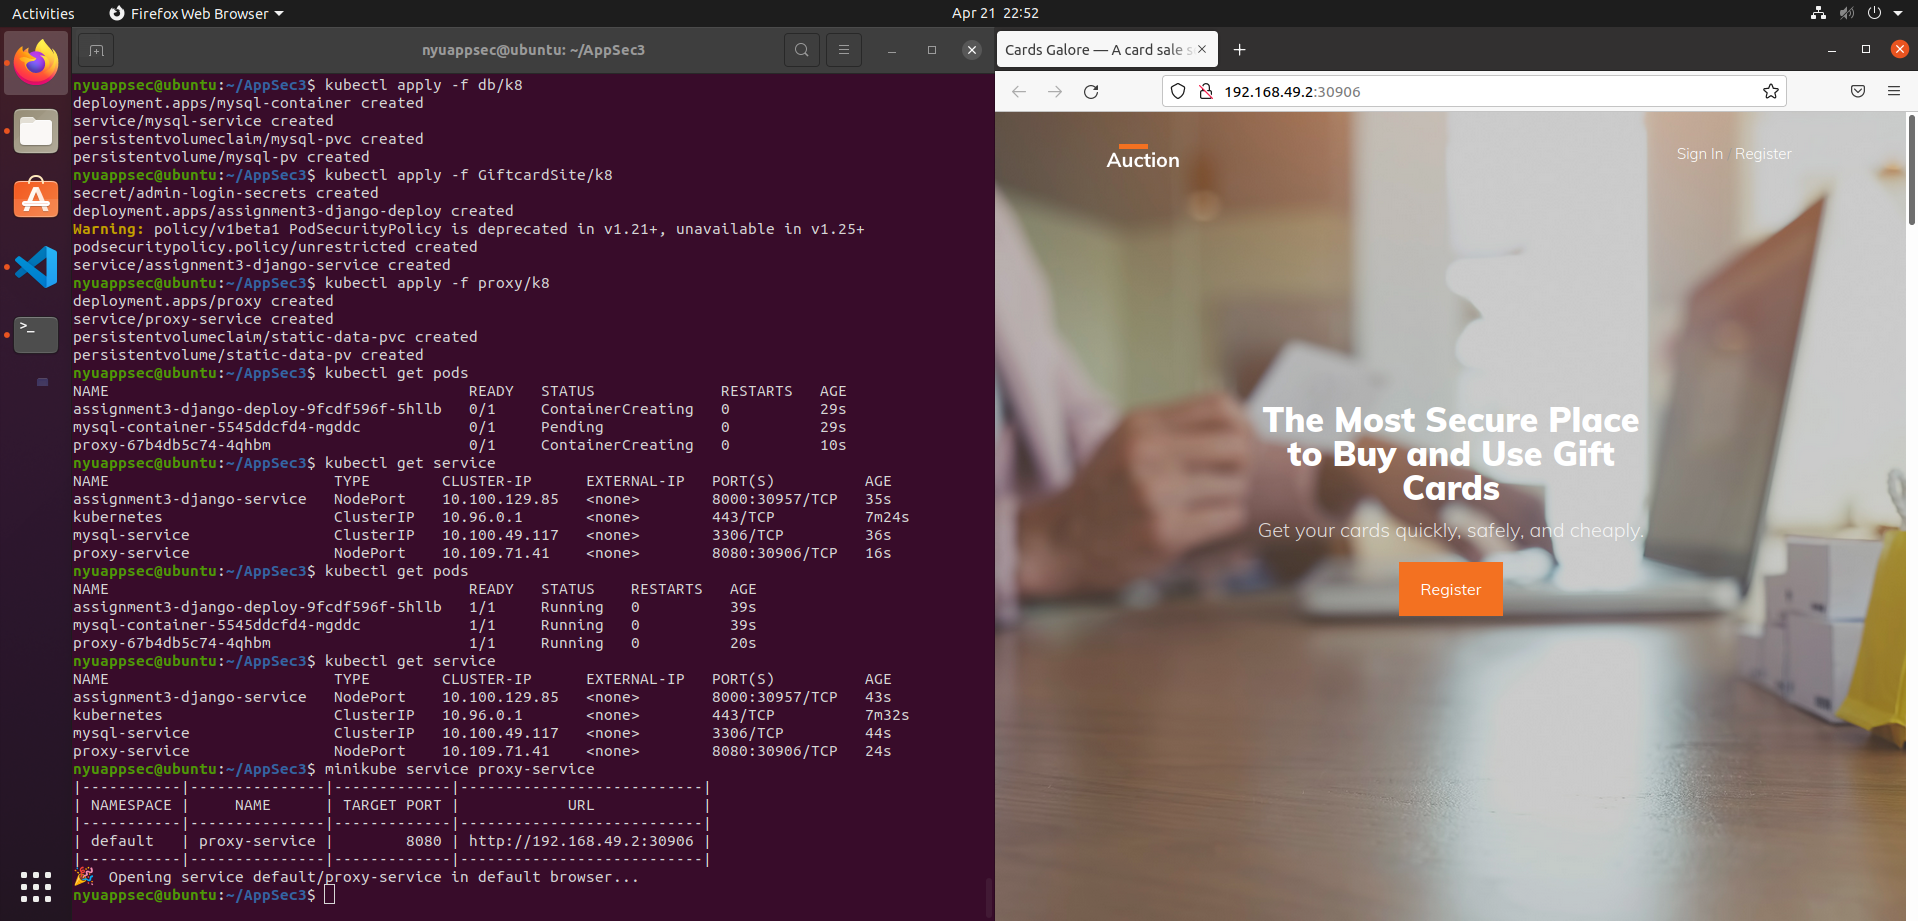 Activities
Firefox Web Browser
Apr 21 22:52
nyuappsec@ubuntu: ~/AppSec3
nyuappsec@ubuntu:~/AppSec3$ kubectl apply -f db/k8
deployment.apps/mysql-container created
service/mysql-service created
persistentvolumeclaim/mysql-pvc created
persistentvolume/mysql-pv created
nyuappsec@ubuntu:~/AppSec3$ kubectl apply -f GiftcardSite/k8
secret/admin-login-secrets created
deployment.apps/assignment3-django-deploy created
Warning: policy/v1beta1 PodSecurityPolicy is deprecated in v1.21+, unavailable in v1.25+
podsecuritypolicy.policy/unrestricted created
service/assignment3-django-service created
nyuappsec@ubuntu:~/AppSec3$ kubectl apply -f proxy/k8
deployment.apps/proxy created
service/proxy-service created
persistentvolumeclaim/static-data-pvc created
persistentvolume/static-data-pv created
nyuappsec@ubuntu:~/AppSec3$ kubectl get pods
NAME READY STATUS RESTARTS AGE
assignment3-django-deploy-9fcdf596f-5hllb 0/1 ContainerCreating 0 29s
mysql-container-5545ddcfd4-mgddc 0/1 Pending 0 29s
proxy-67b4db5c74-4qhbm 0/1 ContainerCreating 0 10s
nyuappsec@ubuntu:~/AppSec3$ kubectl get service
NAME TYPE CLUSTER-IP EXTERNAL-IP PORT(S) AGE
assignment3-django-service NodePort 10.100.129.85 <none> 8000:30957/TCP 35s
kubernetes ClusterIP 10.96.0.1 <none> 443/TCP 7m24s
mysql-service ClusterIP 10.100.49.117 <none> 3306/TCP 36s
proxy-service NodePort 10.109.71.41 <none> 8080:30906/TCP 16s
nyuappsec@ubuntu:~/AppSec3$ kubectl get pods
NAME READY STATUS RESTARTS AGE
assignment3-django-deploy-9fcdf596f-5hllb 1/1 Running 0 39s
mysql-container-5545ddcfd4-mgddc 1/1 Running 0 39s
proxy-67b4db5c74-4qhbm 1/1 Running 0 20s
nyuappsec@ubuntu:~/AppSec3$ kubectl get service
NAME TYPE CLUSTER-IP EXTERNAL-IP PORT(S) AGE
assignment3-django-service NodePort 10.100.129.85 <none> 8000:30957/TCP 43s
kubernetes ClusterIP 10.96.0.1 <none> 443/TCP 7m32s
mysql-service ClusterIP 10.100.49.117 <none> 3306/TCP 44s
proxy-service NodePort 10.109.71.41 <none> 8080:30906/TCP 24s
nyuappsec@ubuntu:~/AppSec3$ minikube service proxy-service
|-----------|---------------|-------------|---------------------------|
| NAMESPACE | NAME | TARGET PORT | URL |
|-----------|---------------|-------------|---------------------------|
| default | proxy-service | 8080 | http://192.168.49.2:30906 |
|-----------|---------------|-------------|---------------------------|
🎉 Opening service default/proxy-service in default browser...
nyuappsec@ubuntu:~/AppSec3$
Cards Galore — A card sale s
192.168.49.2:30906
Auction
Sign In / Register
The Most Secure Place
to Buy and Use Gift
Cards
Get your cards quickly, safely, and cheaply.
Register